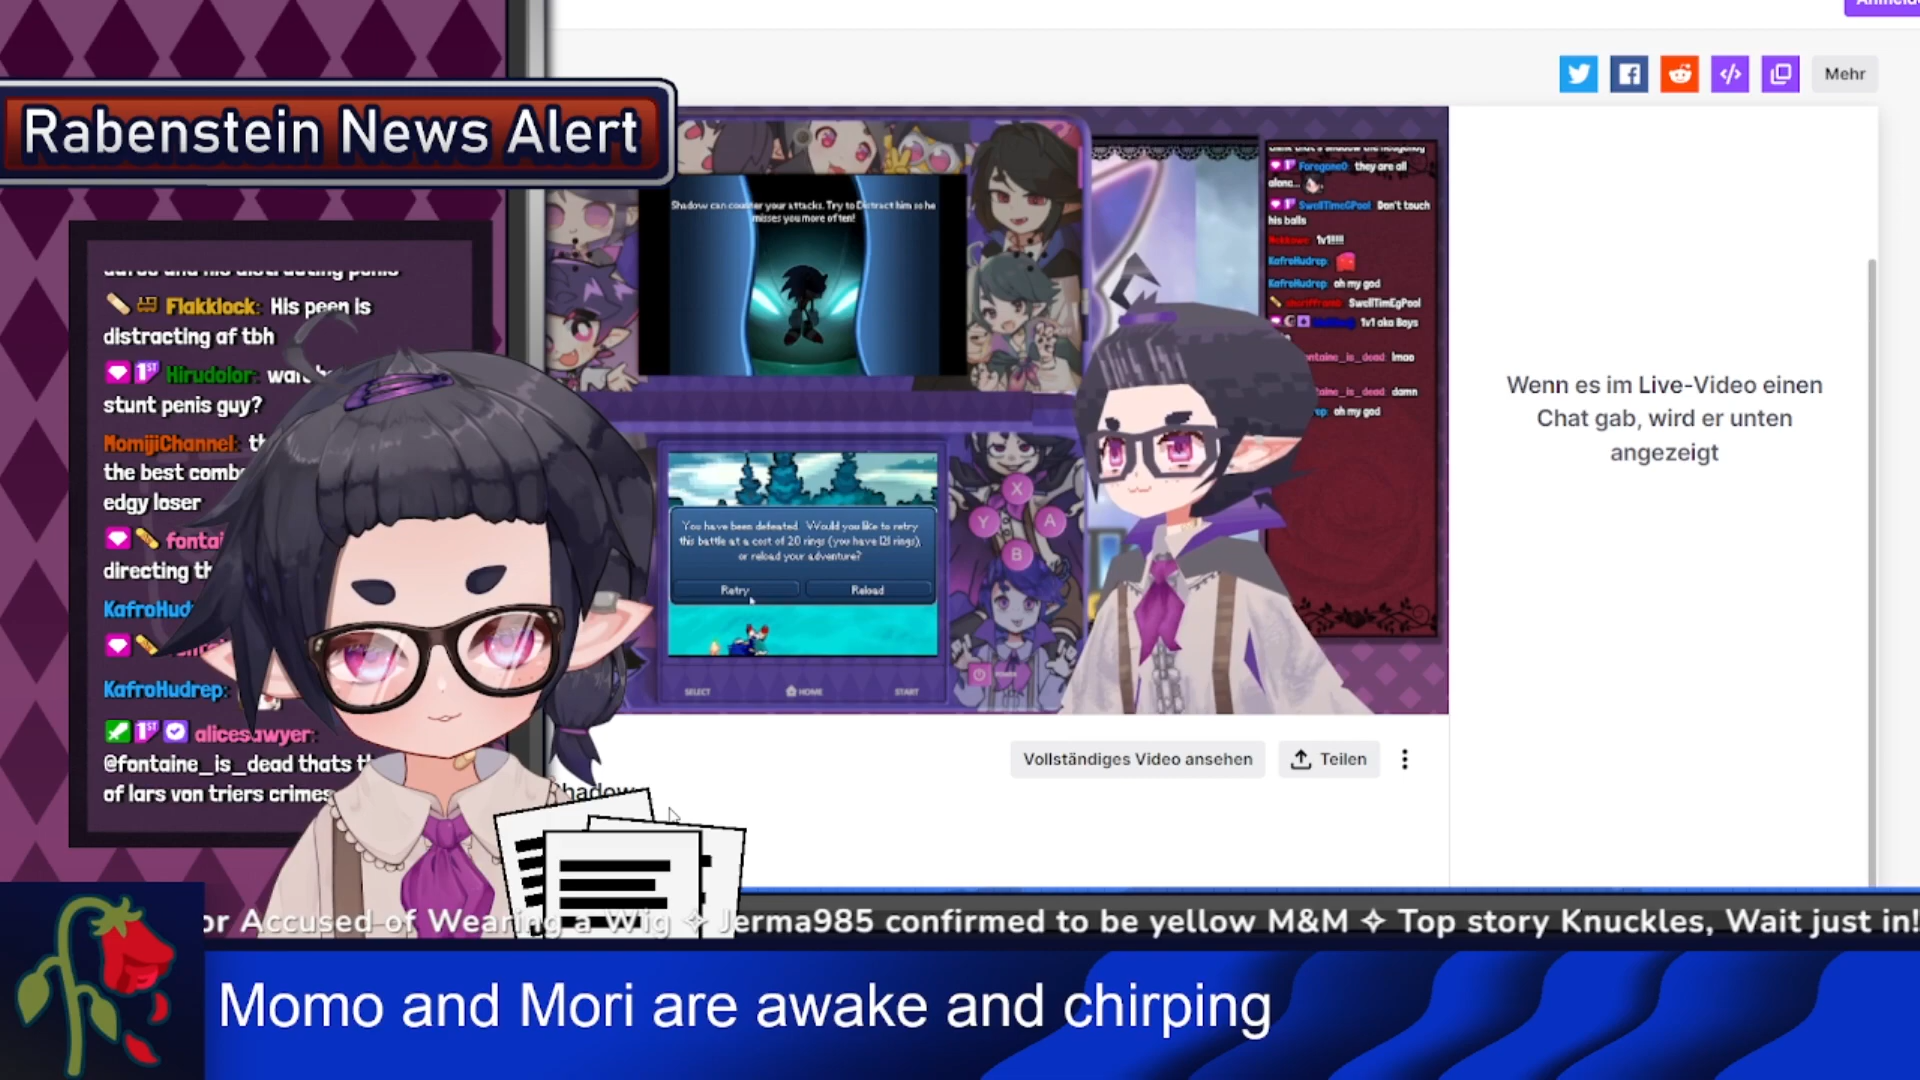 Rabenstein News Alert
Mehr
Flakklock: His peen is
distracting af tbh
Hirudolor:
stunt penis guy?
MomijiChannel:
the best
edgy loser
directing
KafroHudrep:
alicesawyer:
@fontaine_is_dead thats
of lars von triers crimes
Shadow can counter your attacks. Try to Distract him so he
misses you more often!
You have been defeated. Would you like to retry
this battle at a cost of 20 rings (you have 121 rings),
or reload your adventure?
Retry
Reload
X
Y
A
B
SELECT
HOME
START
Foregone0: they are all
alone...
SwellTimGPool: Don't touch
his balls
1v1!!!!!
KafroHudrep:
KafroHudrep: oh my god
SwellTimEgPool
1v1 aka Boys
fontaine_is_dead: lmao
damn
oh my god
Wenn es im Live-Video einen
Chat gab, wird er unten
angezeigt
Vollständiges Video ansehen
Teilen
Accused of Wearing a Wig ✧ Jerma985 confirmed to be yellow M&M ✧ Top story Knuckles, Wait just in!
Momo and Mori are awake and chirping